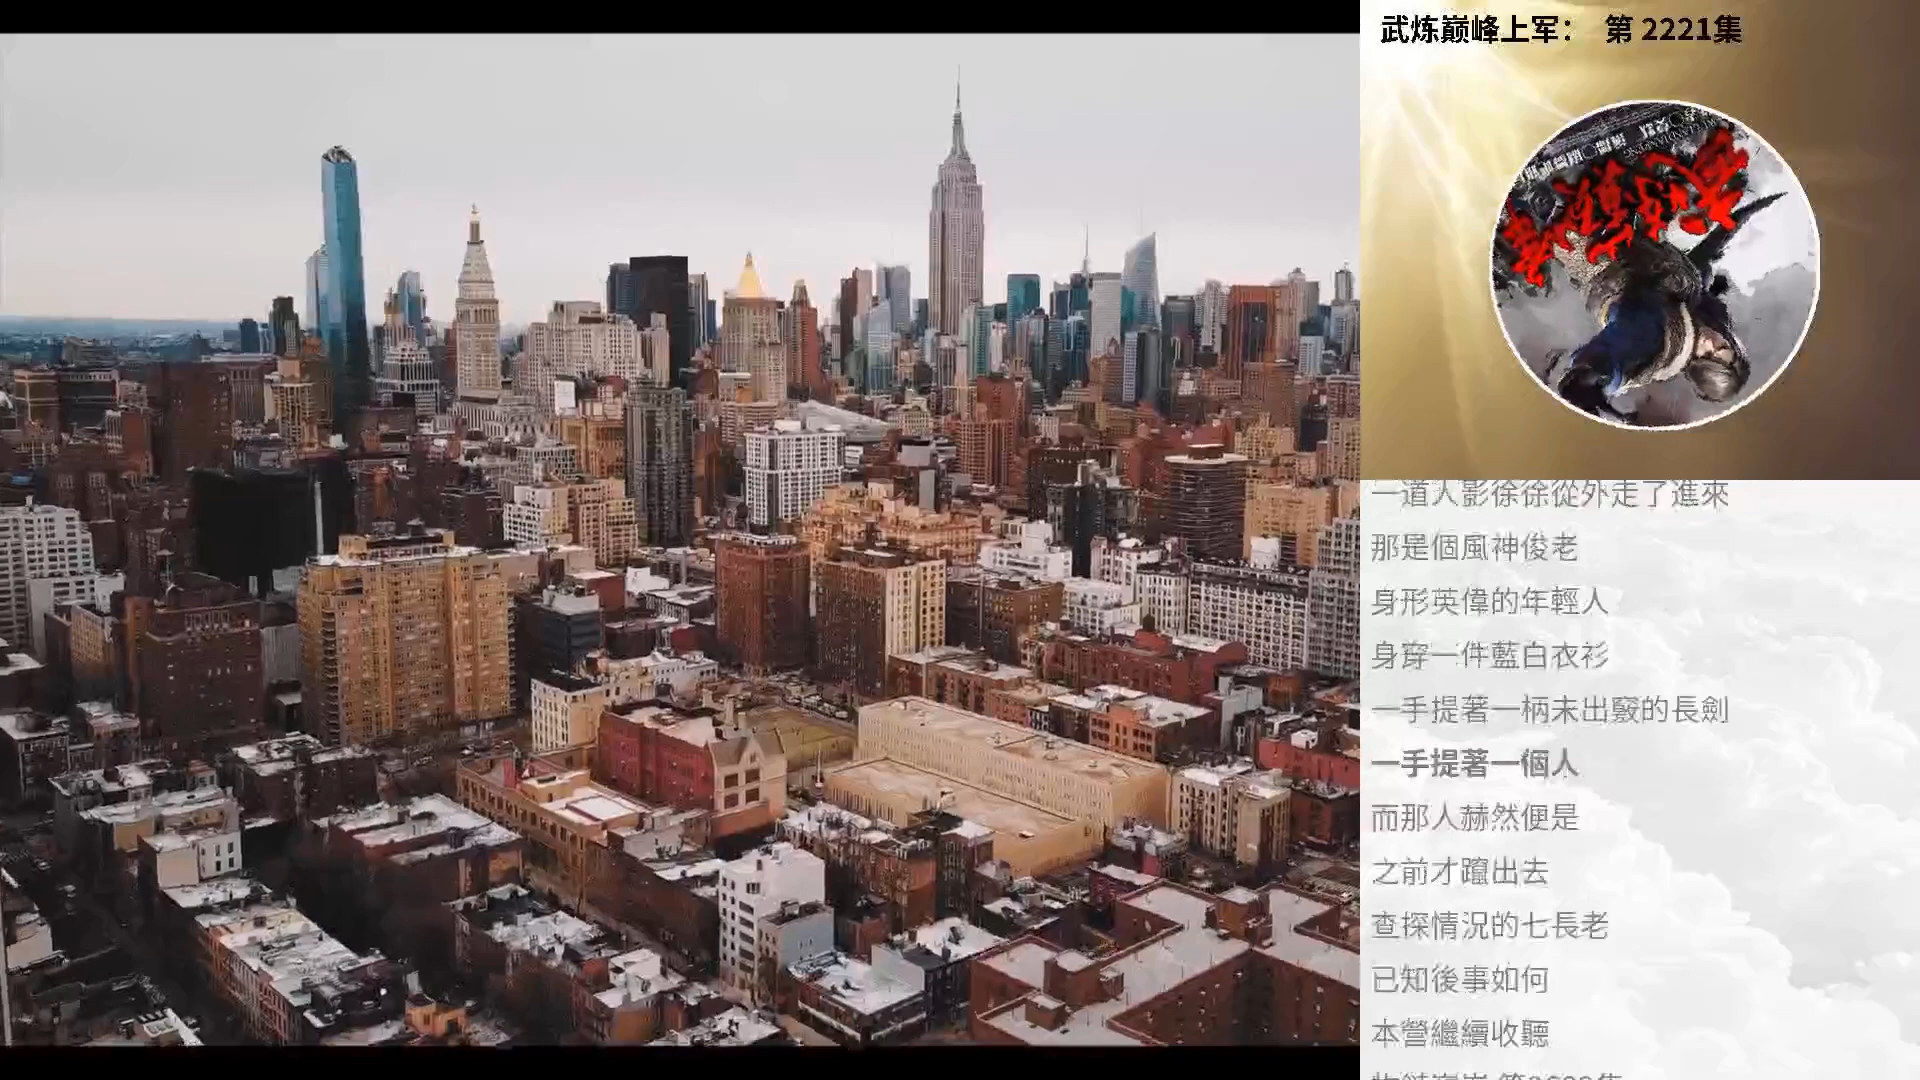 武炼巅峰上军： 第 2221集
一道人影徐徐從外走了進來
那是個風神俊老
身形英偉的年輕人
身穿一件藍白衣衫
一手提著一柄未出竅的長劍
一手提著一個人
而那人赫然便是
之前才躥出去
查探情況的七長老
已知後事如何
本營繼續收聽